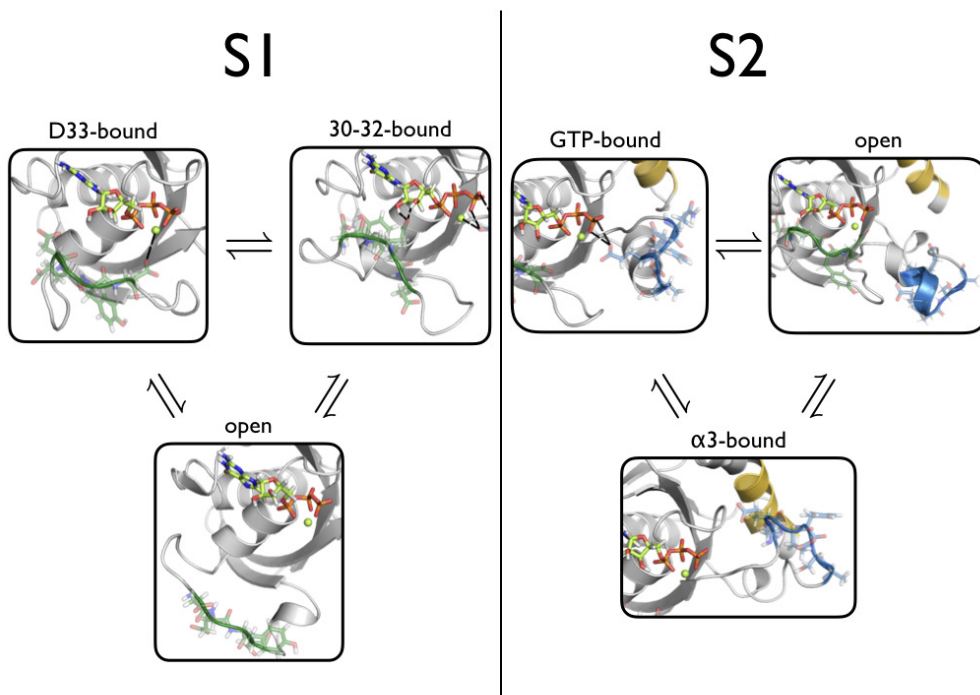 S1
S2
D33-bound
30-32-bound
GTP-bound
open
open
α3-bound